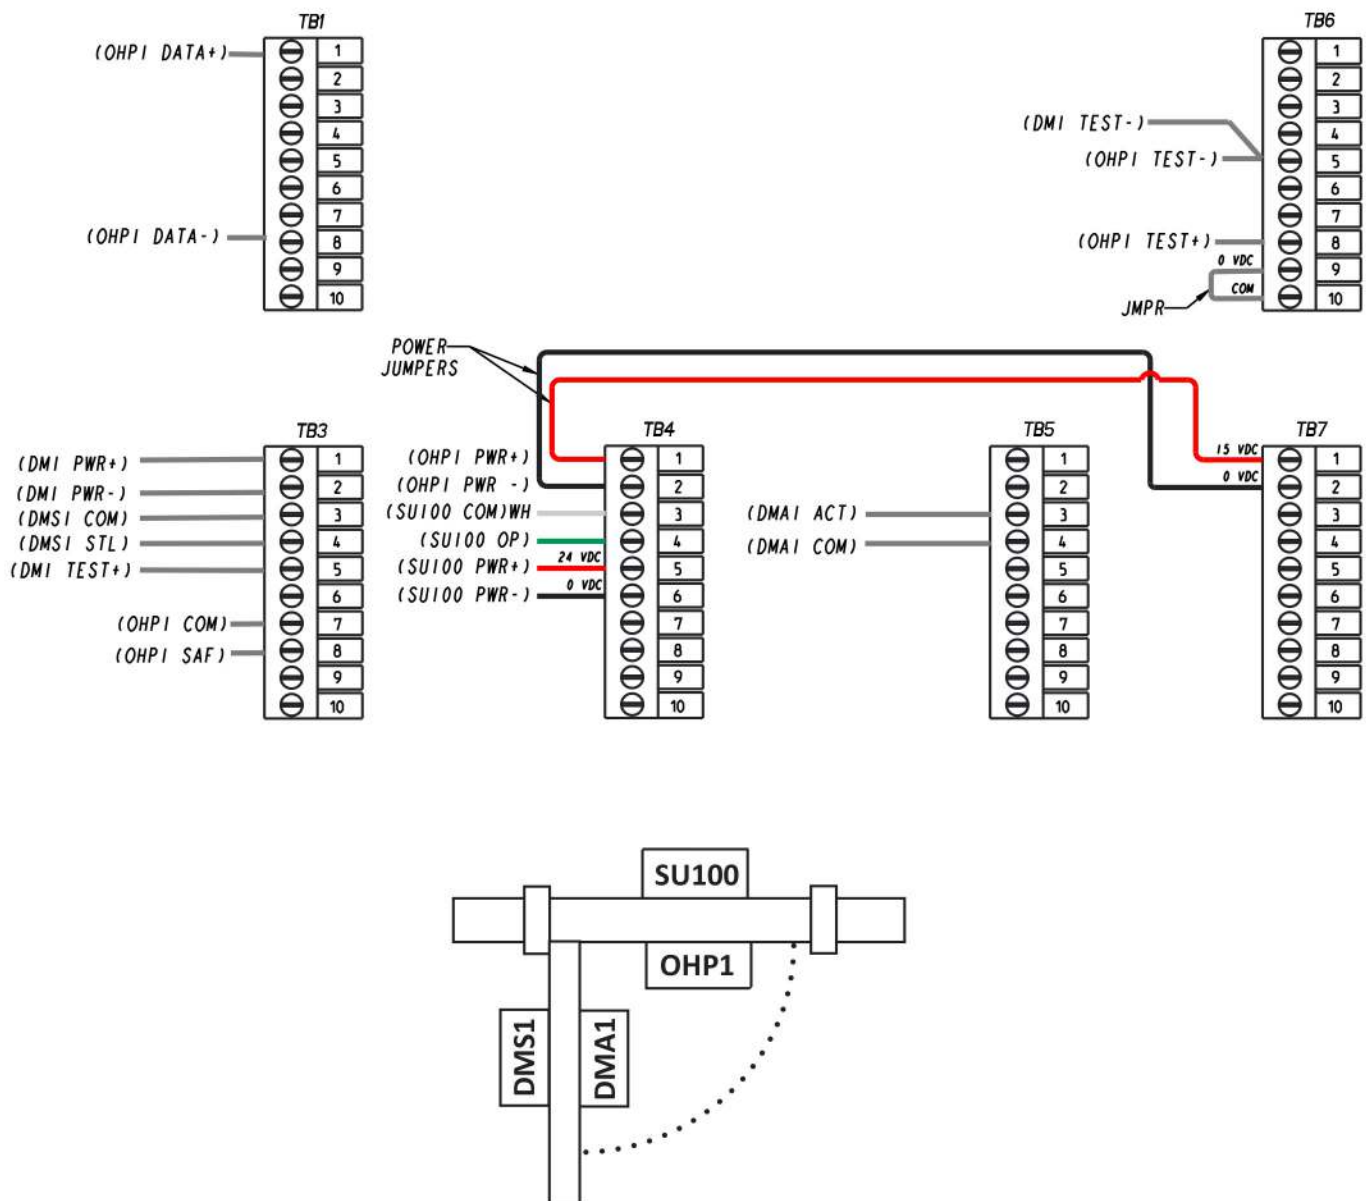 TB1
(OHP1 DATA+)
1
2
3
4
5
6
7
(OHP1 DATA-)
8
9
10
TB6
1
2
3
(DM1 TEST-)
4
(OHP1 TEST-)
5
6
7
(OHP1 TEST+)
8
0 VDC
9
COM
10
JMPR
POWER
JUMPERS
TB3
(DM1 PWR+)
1
(DM1 PWR-)
2
(DMS1 COM)
3
(DMS1 STL)
4
(DM1 TEST+)
5
6
(OHP1 COM)
7
(OHP1 SAF)
8
9
10
TB4
(OHP1 PWR+)
1
(OHP1 PWR -)
2
(SU100 COM)WH
3
(SU100 OP)
4
24 VDC
(SU100 PWR+)
5
0 VDC
(SU100 PWR-)
6
7
8
9
10
TB5
1
2
(DMA1 ACT)
3
(DMA1 COM)
4
5
6
7
8
9
10
TB7
15 VDC
1
0 VDC
2
3
4
5
6
7
8
9
10
SU100
OHP1
DMS1
DMA1